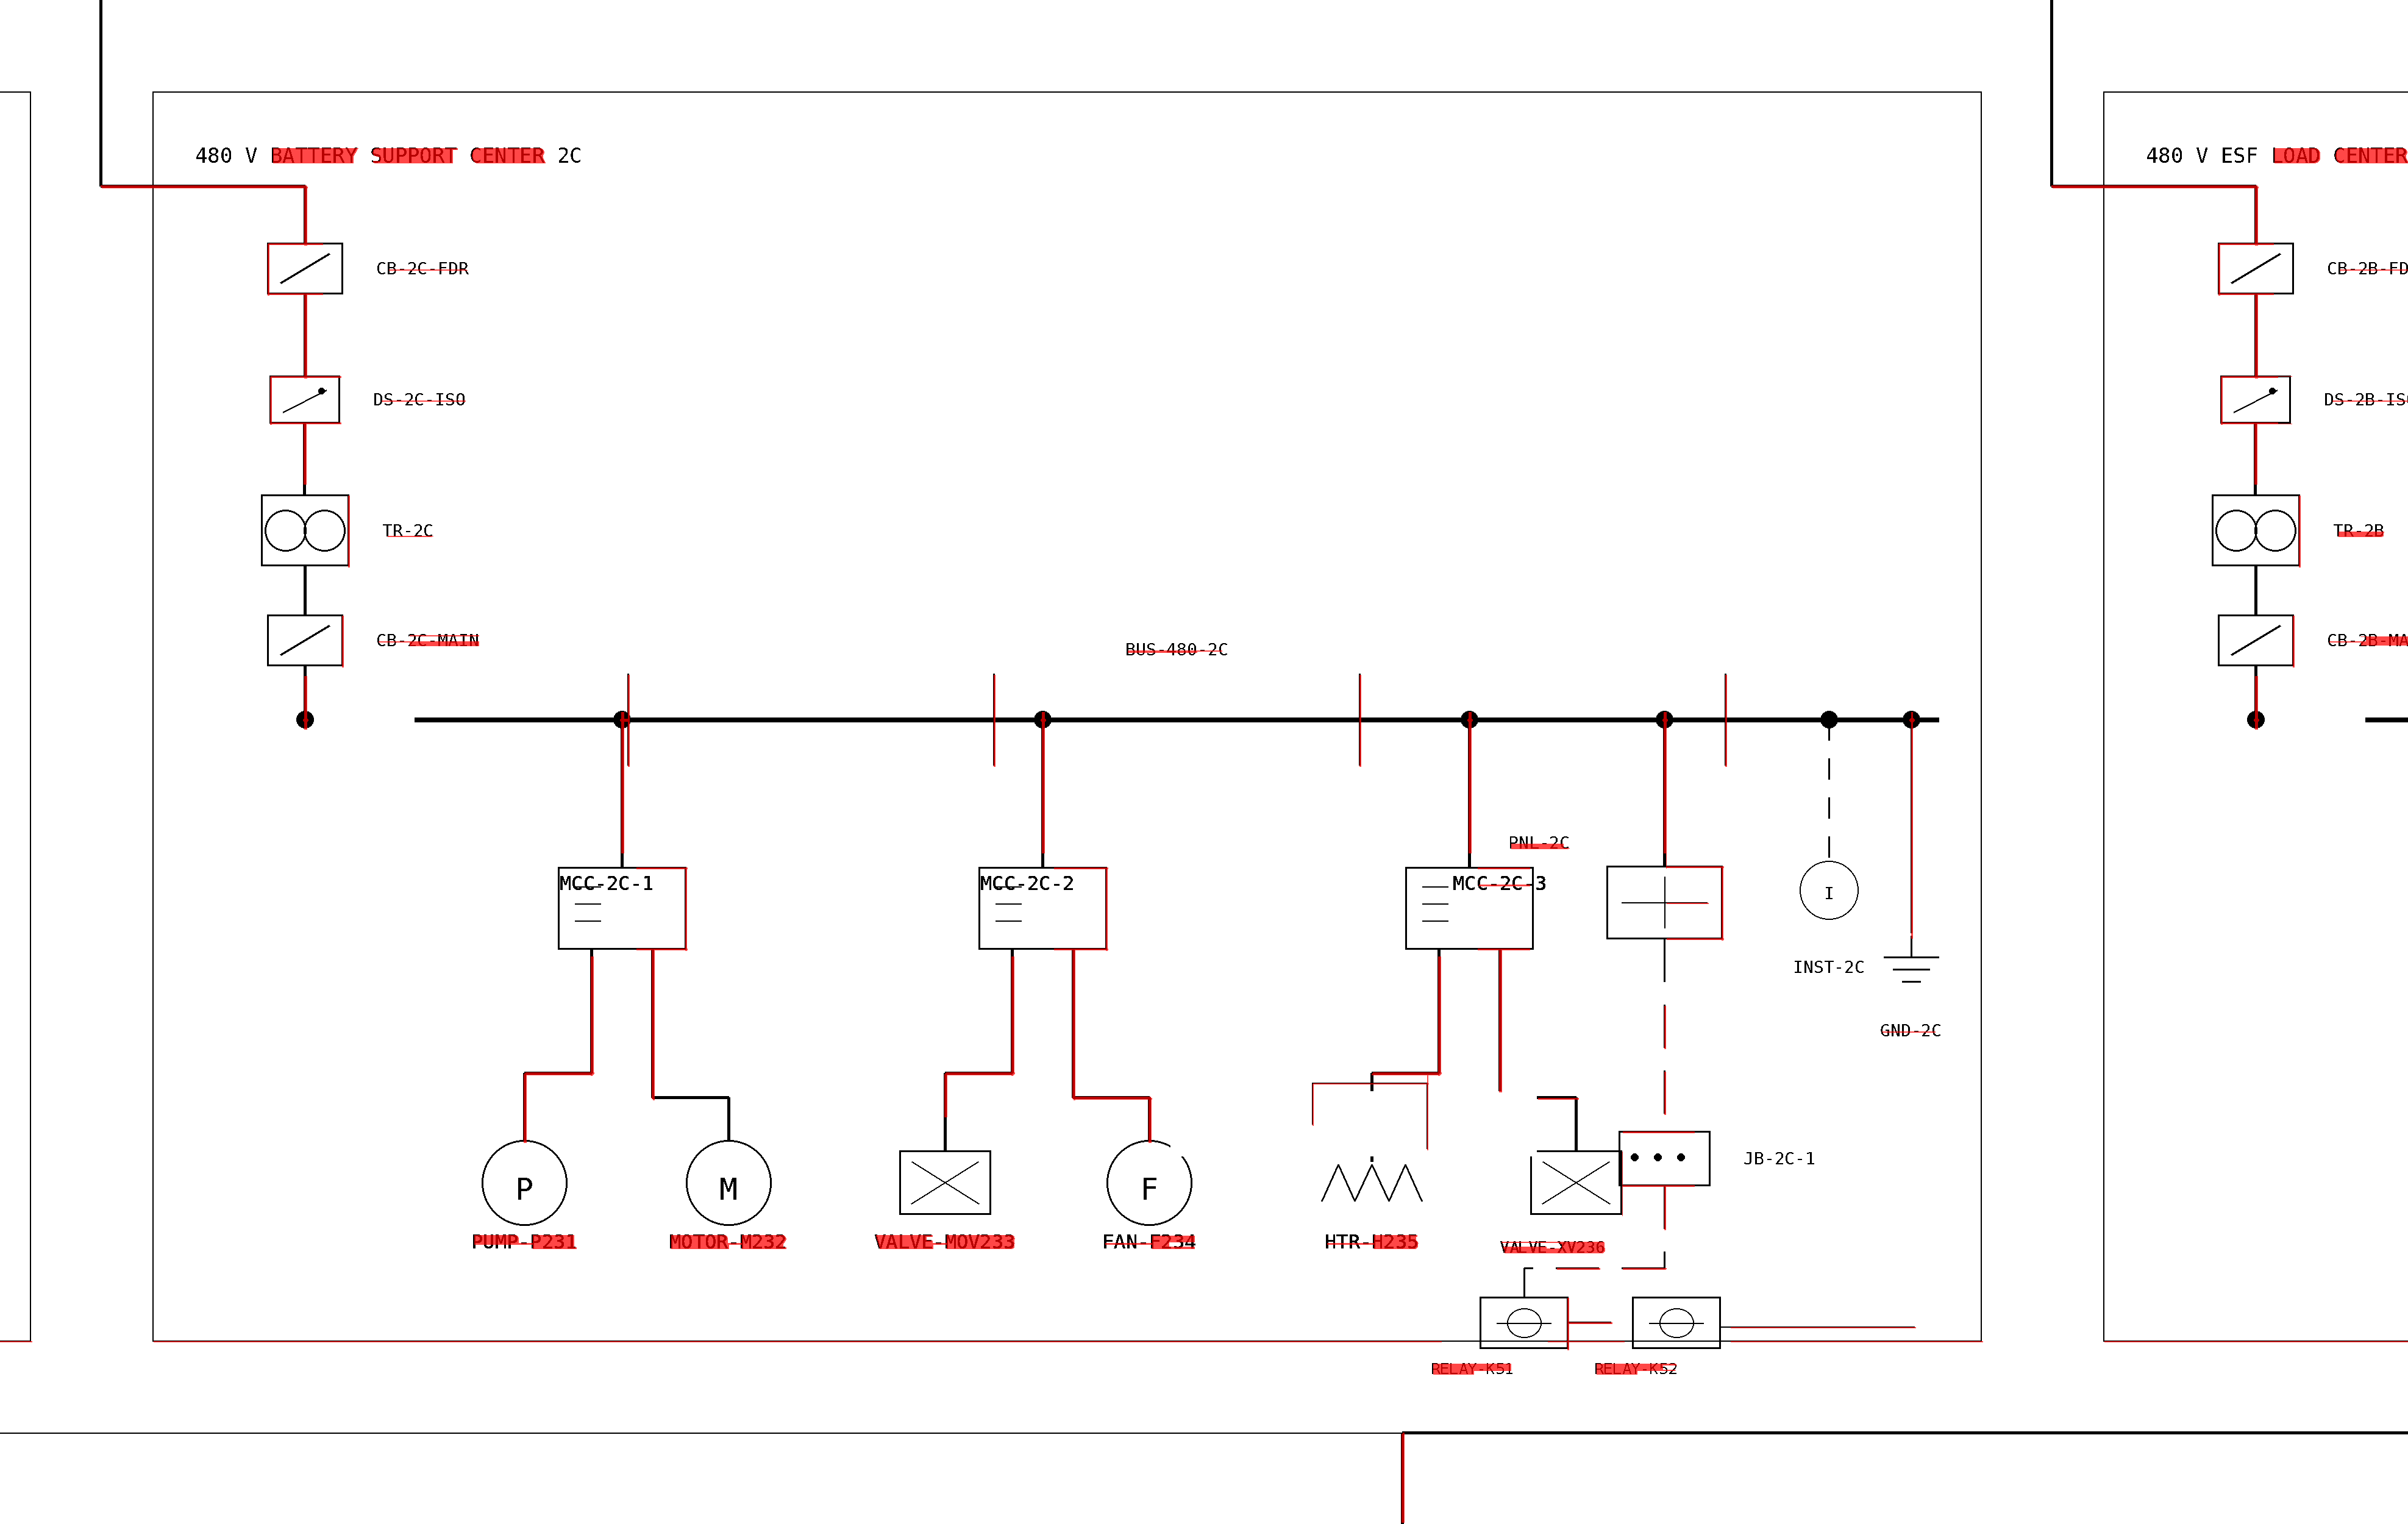 480 V BATTERY SUPPORT CENTER 2C
480 V ESF LOAD CENTER
CB-2C-FDR
CB-2B-FD
DS-2C-ISO
DS-2B-IS
TR-2C
TR-2B
CB-2C-MAIN
CB-2B-MA
BUS-480-2C
PNL-2C
MCC-2C-1
MCC-2C-2
MCC-2C-3
I
INST-2C
GND-2C
JB-2C-1
P
M
F
PUMP-P231
MOTOR-M232
VALVE-MOV233
FAN-F234
HTR-H235
VALVE-XV236
RELAY-K51
RELAY-K52